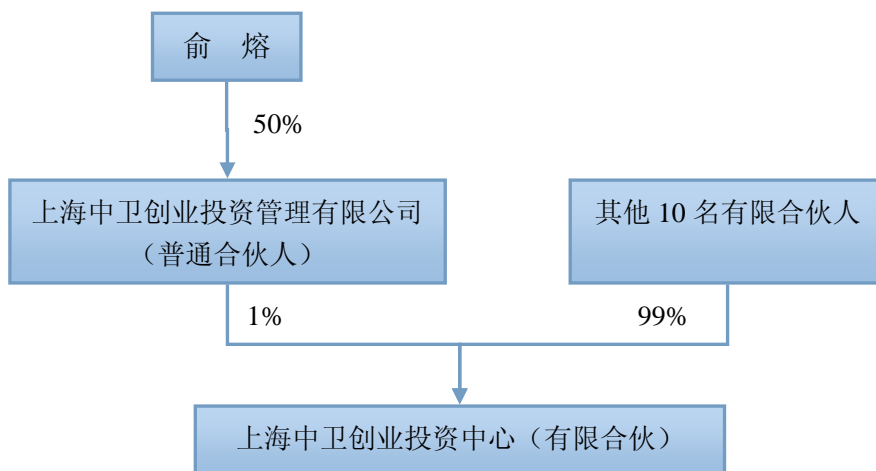 俞 熔
50%
上海中卫创业投资管理有限公司
（普通合伙人）
其他 10 名有限合伙人
1%
99%
上海中卫创业投资中心（有限合伙）